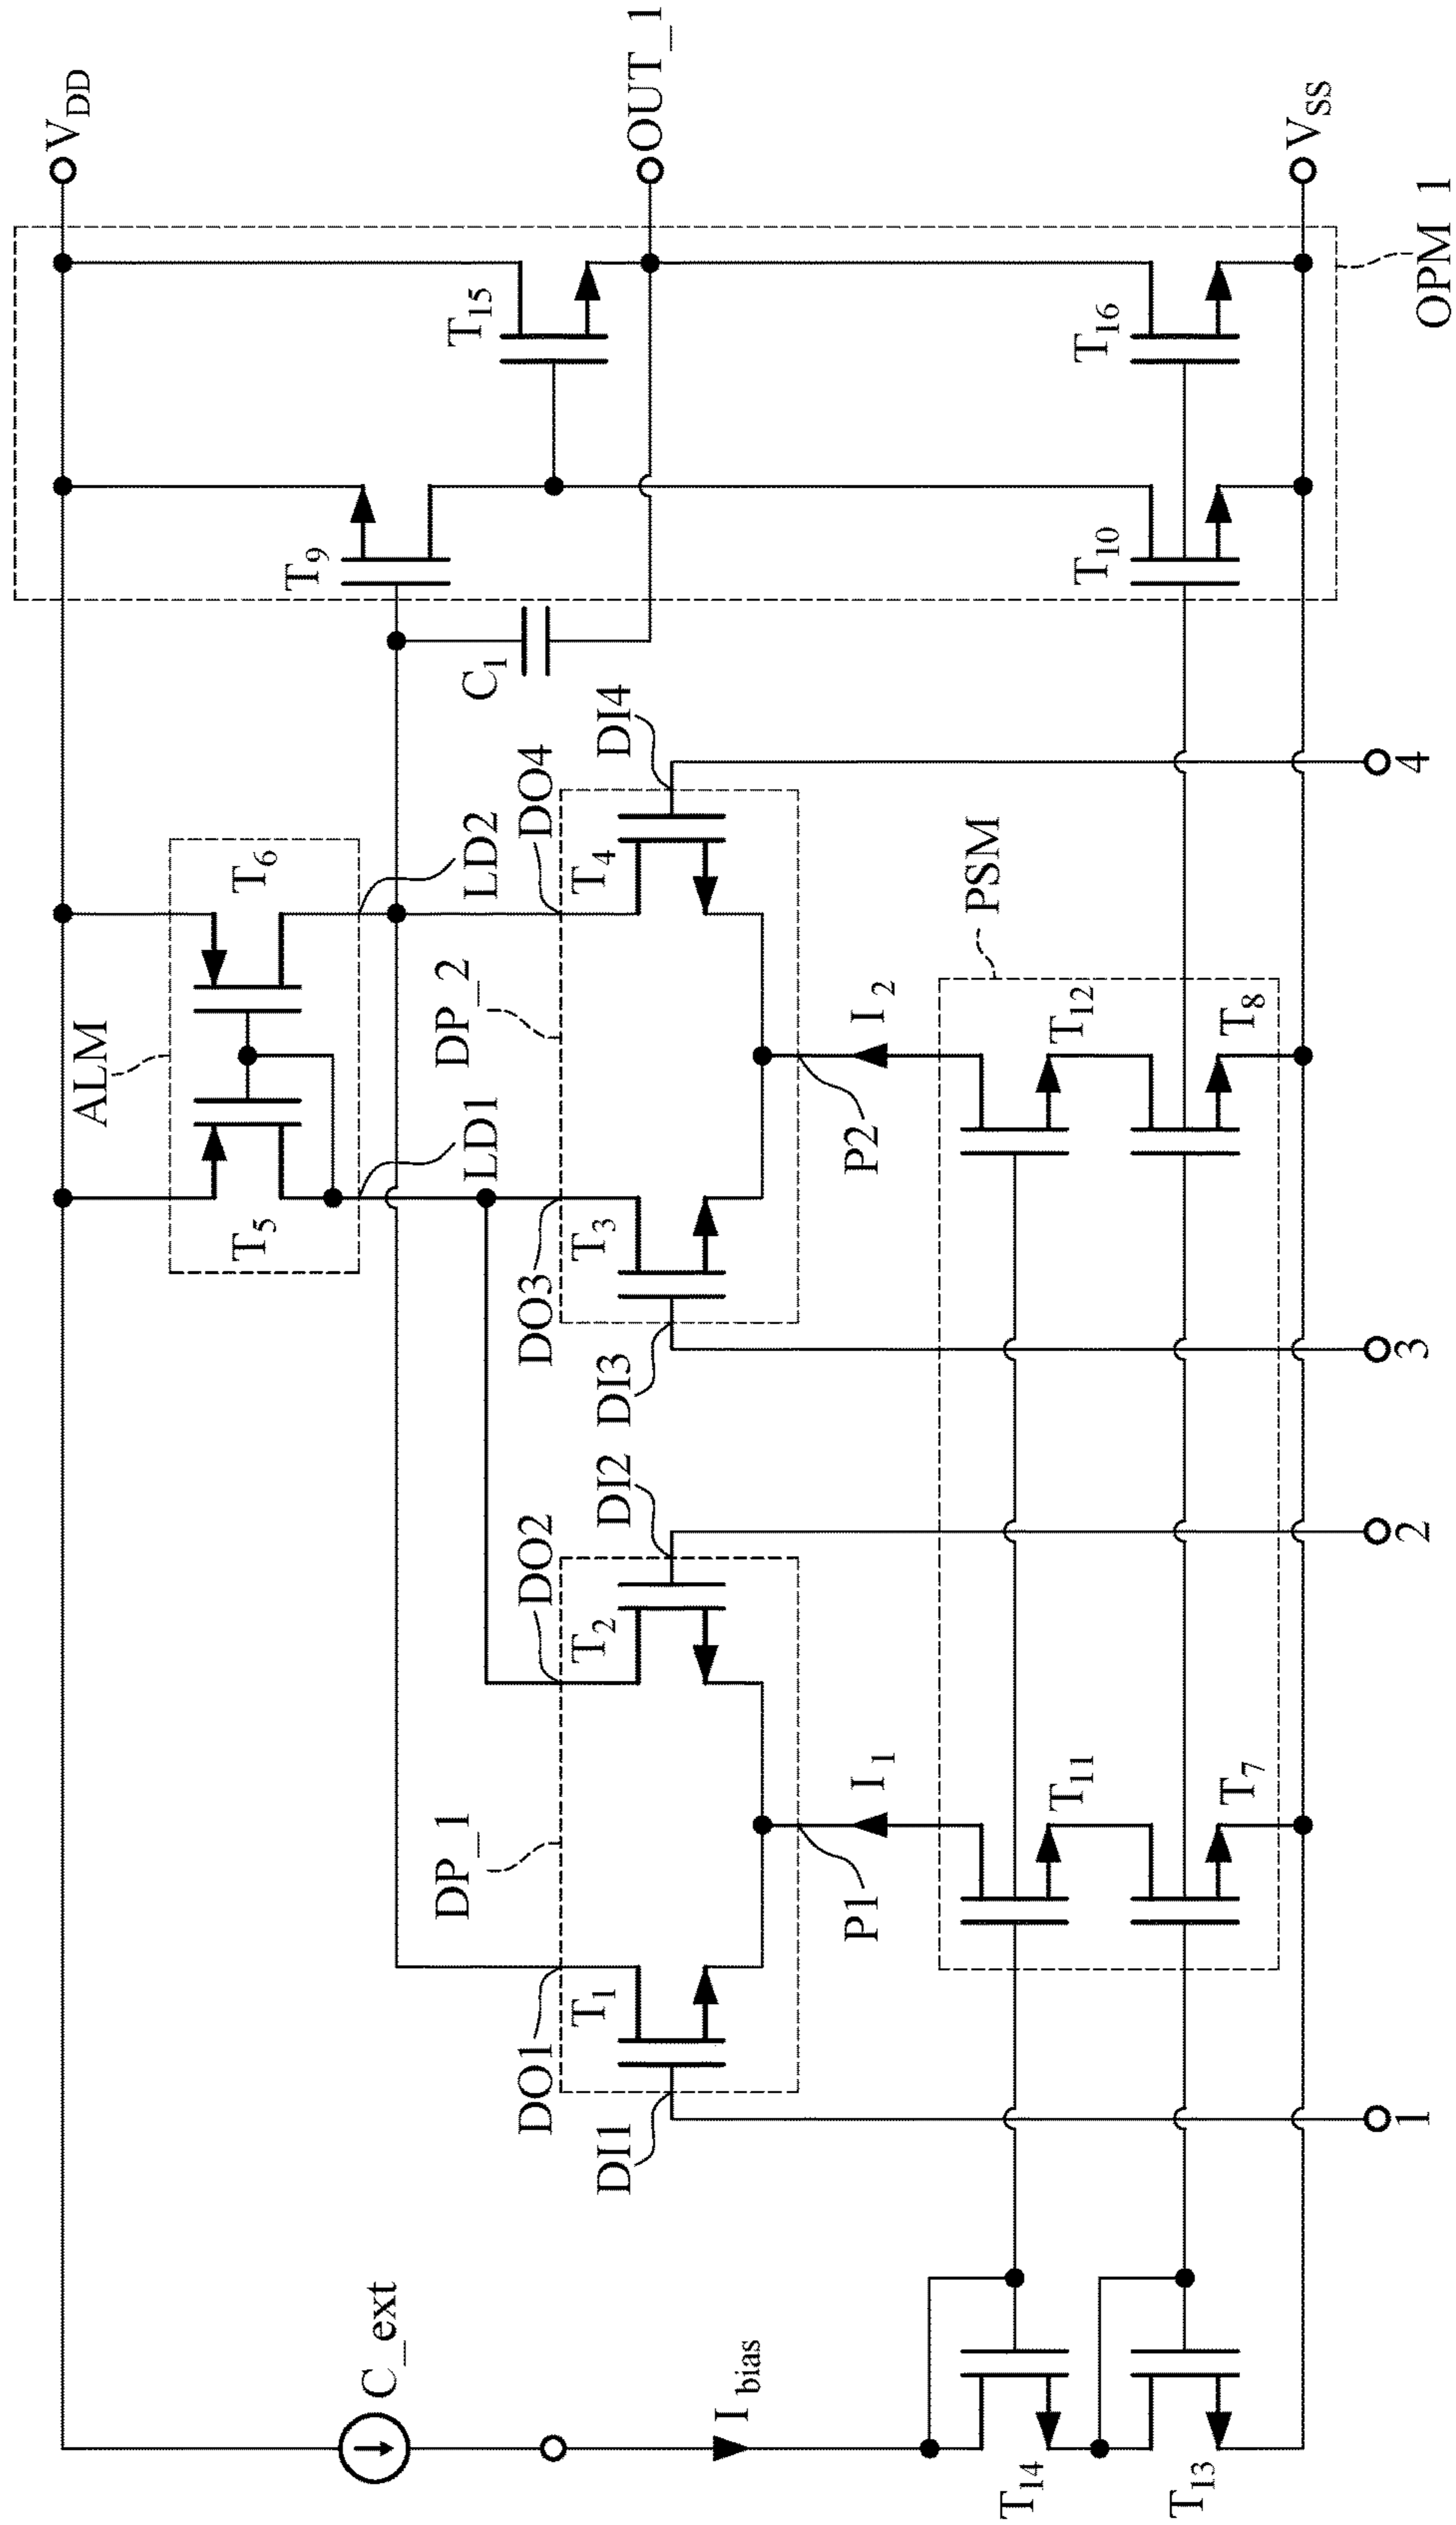 V_DD
OUT_1
V_SS
OPM_1
T_15
T_16
T_9
T_10
C_1
ALM
T_5
T_6
LD1
LD2
DP_2
DO3
DO4
T_3
T_4
DI3
DI4
P2
I_2
PSM
T_12
T_8
DP_1
DO1
DO2
T_1
T_2
DI1
DI2
P1
I_1
T_11
T_7
C_ext
I_bias
T_14
T_13
1
2
3
4